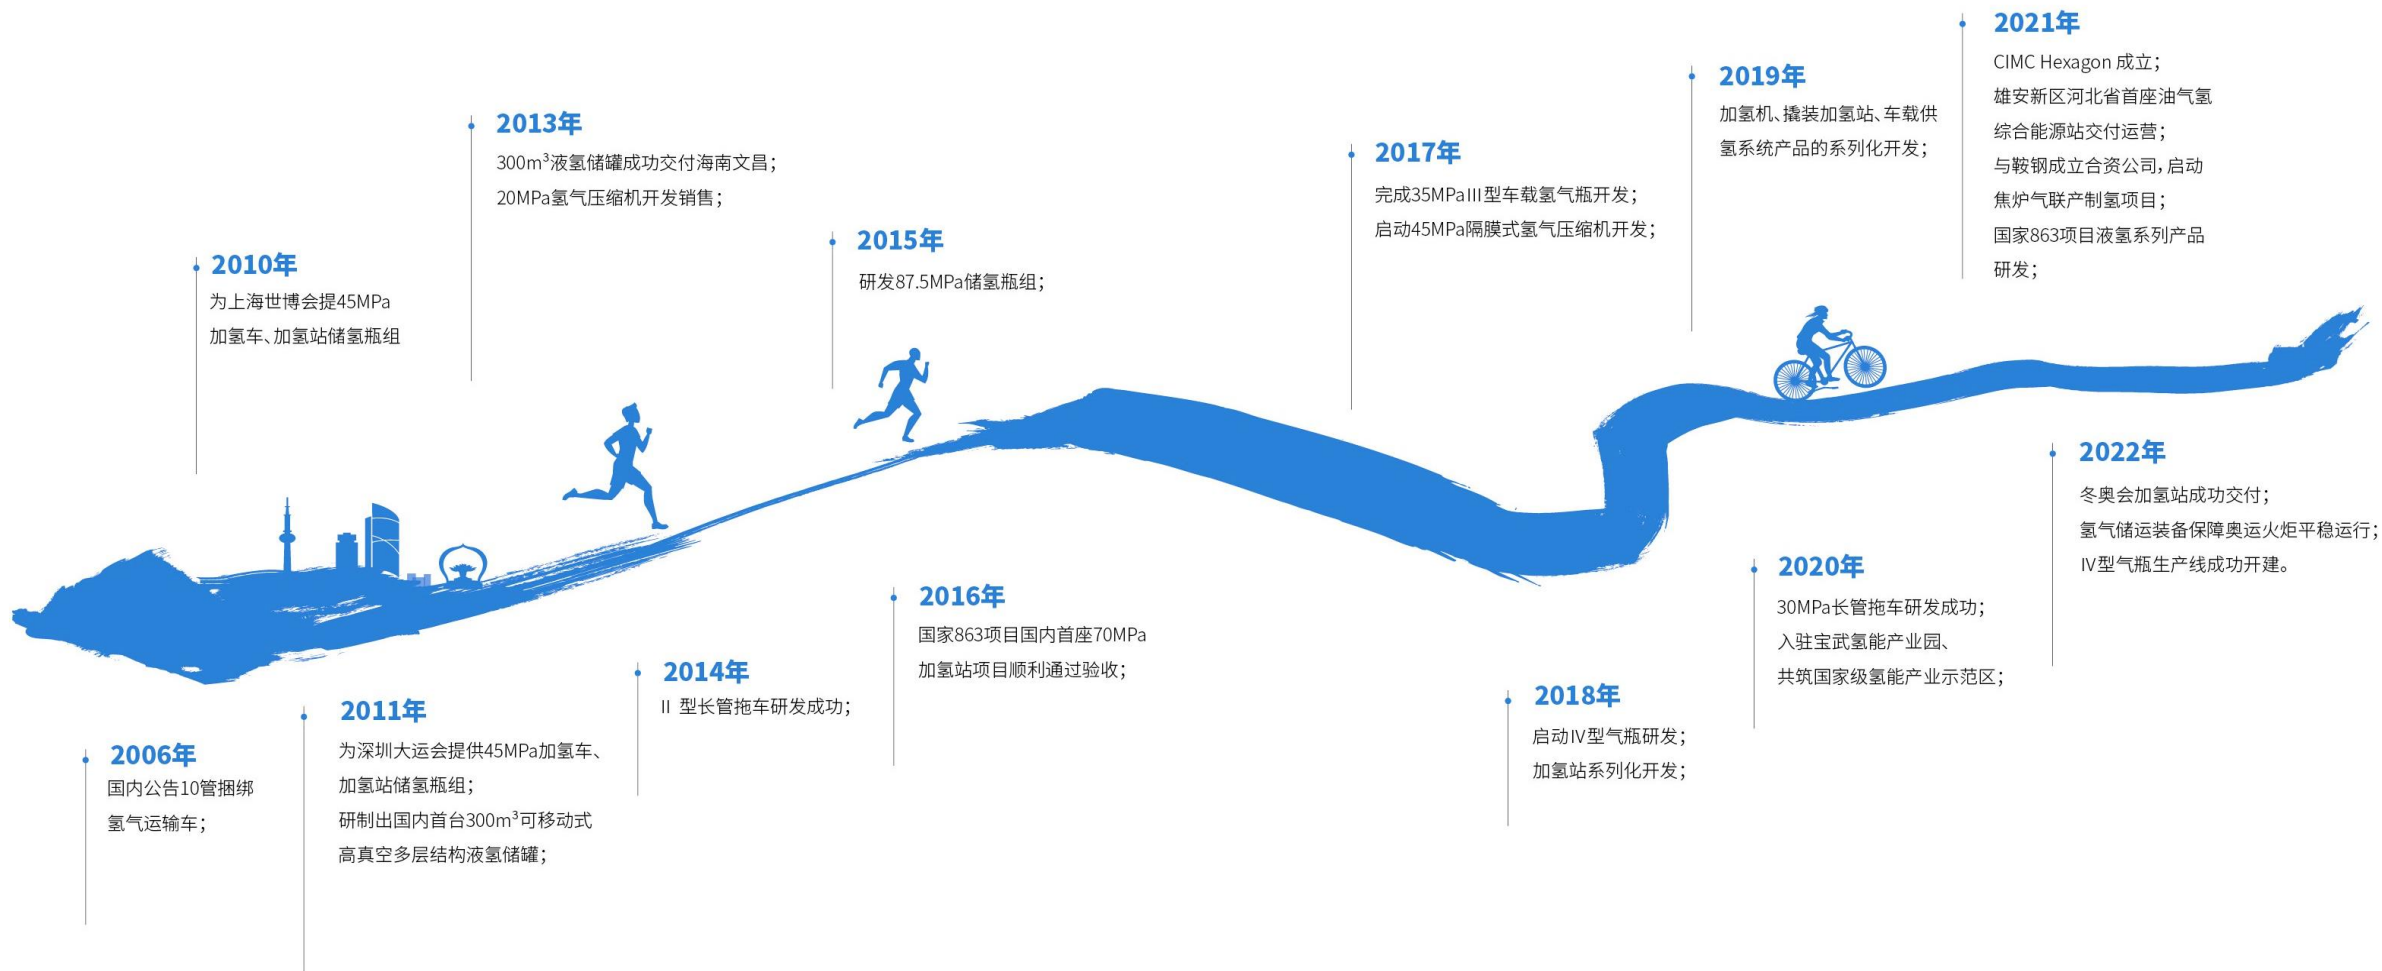 2006年
国内公告10管捆绑
氢气运输车；
2010年
为上海世博会提45MPa
加氢车、加氢站储氢瓶组
2011年
为深圳大运会提供45MPa加氢车、
加氢站储氢瓶组；
研制出国内首台300m³可移动式
高真空多层结构液氢储罐；
2013年
300m³液氢储罐成功交付海南文昌；
20MPa氢气压缩机开发销售；
2014年
II 型长管拖车研发成功；
2015年
研发87.5MPa储氢瓶组；
2016年
国家863项目国内首座70MPa
加氢站项目顺利通过验收；
2017年
完成35MPaIII型车载氢气瓶开发；
启动45MPa隔膜式氢气压缩机开发；
2018年
启动IV型气瓶研发；
加氢站系列化开发；
2019年
加氢机、撬装加氢站、车载供
氢系统产品的系列化开发；
2020年
30MPa长管拖车研发成功；
入驻宝武氢能产业园、
共筑国家级氢能产业示范区；
2021年
CIMC Hexagon 成立；
雄安新区河北省首座油气氢
综合能源站交付运营；
与鞍钢成立合资公司，启动
焦炉气联产制氢项目；
国家863项目液氢系列产品
研发；
2022年
冬奥会加氢站成功交付；
氢气储运装备保障奥运火炬平稳运行；
IV型气瓶生产线成功开建。